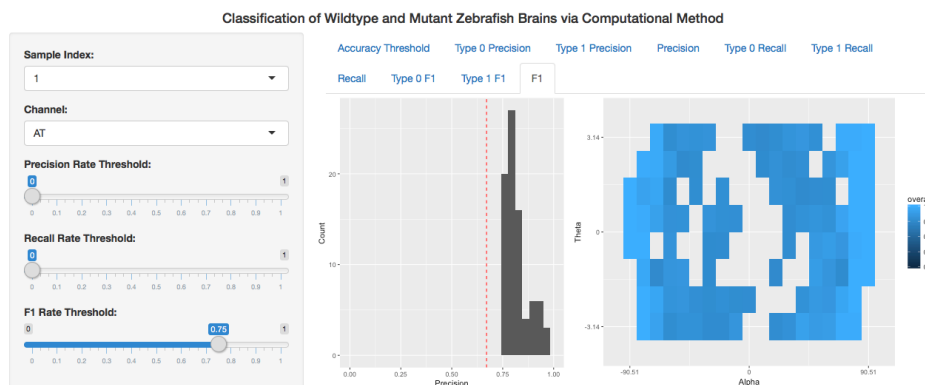 Classification of Wildtype and Mutant Zebrafish Brains via Computational Method
Sample Index:
1
Channel:
AT
Precision Rate Threshold:
0 1
0 0.1 0.2 0.3 0.4 0.5 0.6 0.7 0.8 0.9 1
Recall Rate Threshold:
0 1
0 0.1 0.2 0.3 0.4 0.5 0.6 0.7 0.8 0.9 1
F1 Rate Threshold:
0 0.75 1
0 0.1 0.2 0.3 0.4 0.5 0.6 0.7 0.8 0.9 1
Accuracy Threshold Type 0 Precision Type 1 Precision Precision Type 0 Recall Type 1 Recall
Recall Type 0 F1 Type 1 F1 F1
Count
20
10
0
0.00 0.25 0.50 0.75 1.00
Precision
Theta
3.14
0
-3.14
-90.51 0 90.51
Alpha